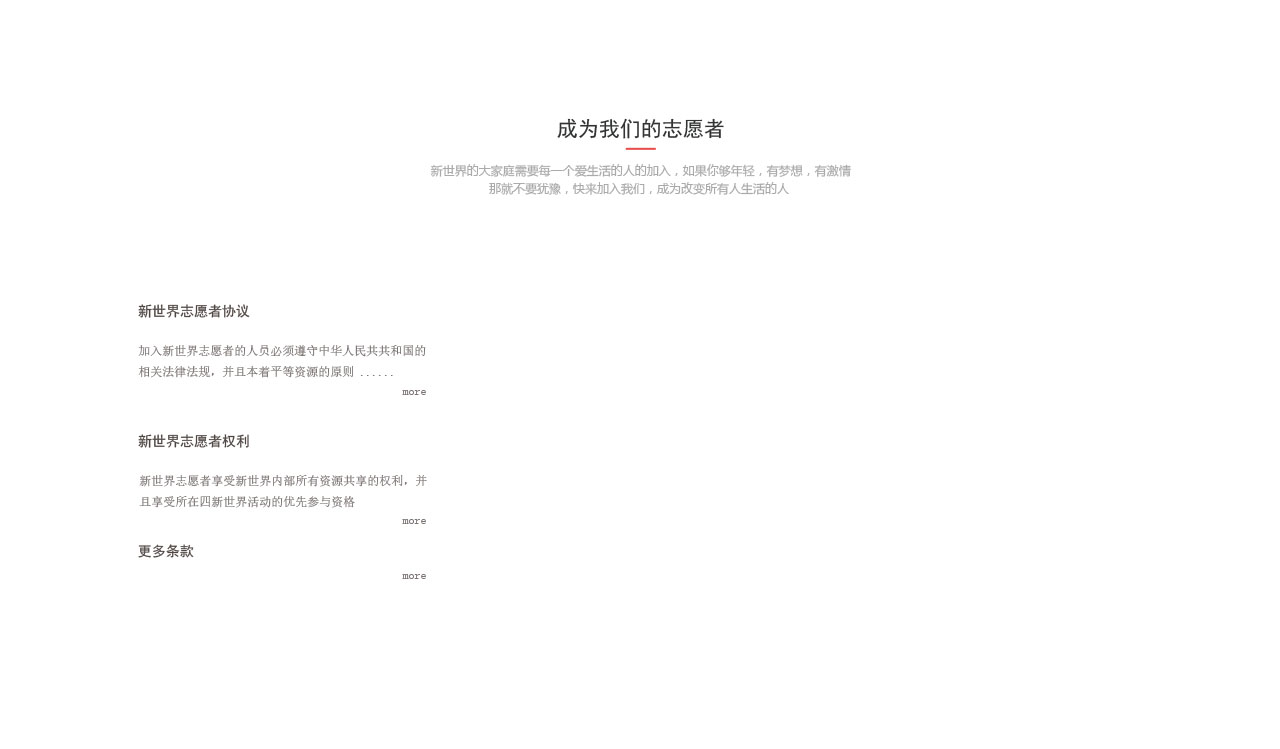 成为我们的志愿者
新世界的大家庭需要每一个爱生活的人的加入，如果你够年轻，有梦想，有激情
那就不要犹豫，快来加入我们，成为改变所有人生活的人
新世界志愿者协议
加入新世界志愿者的人员必须遵守中华人民共共和国的
相关法律法规，并且本着平等资源的原则 ......
more
新世界志愿者权利
新世界志愿者享受新世界内部所有资源共享的权利，并
且享受所在四新世界活动的优先参与资格
more
更多条款
more